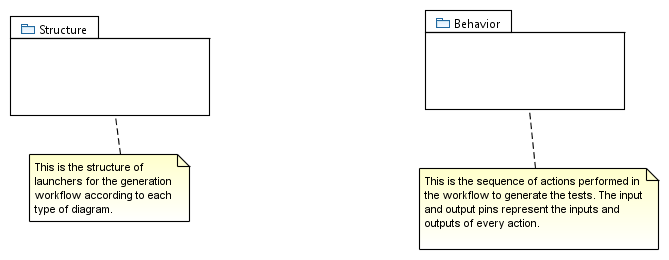 Structure
Behavior
This is the structure of
launchers for the generation
workflow according to each
type of diagram.
This is the sequence of actions performed in
the workflow to generate the tests. The input
and output pins represent the inputs and
outputs of every action.